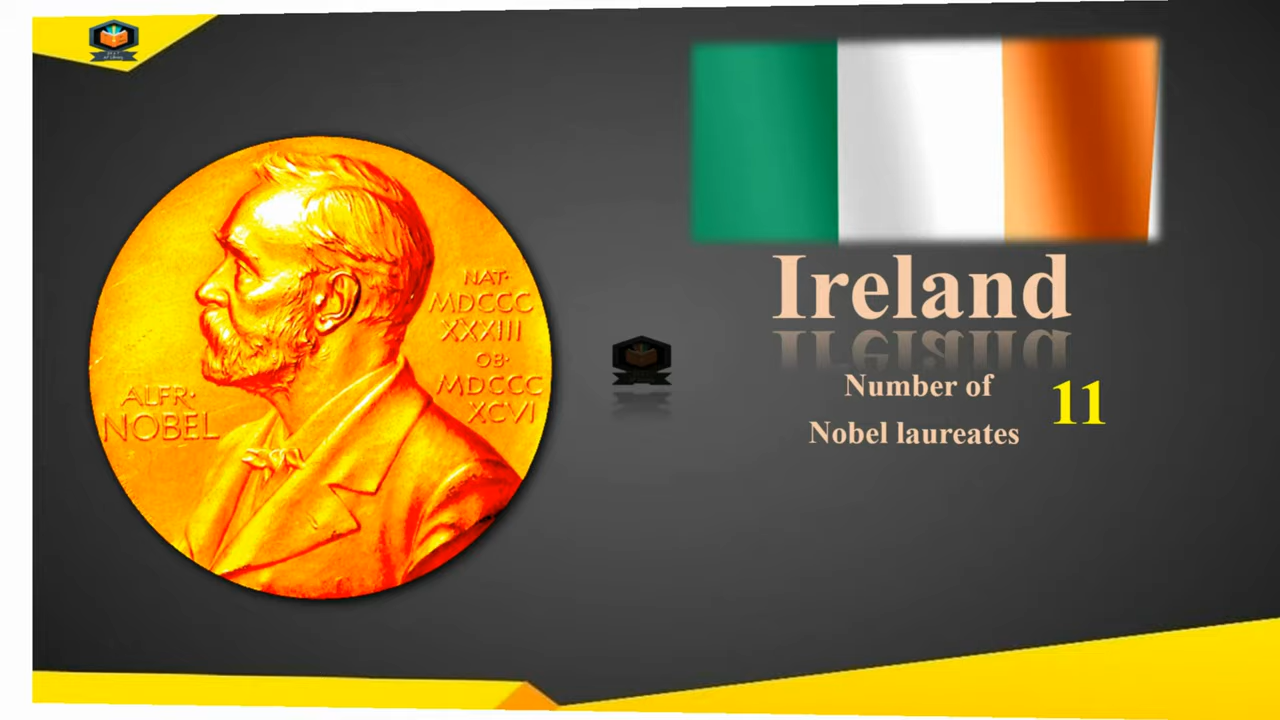 Ireland
Number of
Nobel laureates
11
ALFR·
NOBEL
NAT·
MDCCC
XXXIII
OB·
MDCCC
XCVI